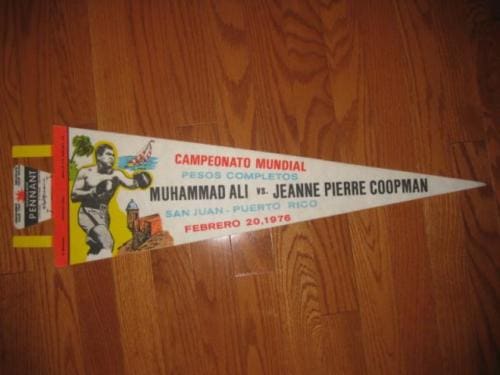 CAMPEONATO MUNDIAL
PESOS COMPLETOS
MUHAMMAD ALI vs. JEANNE PIERRE COOPMAN
SAN JUAN - PUERTO RICO
FEBRERO 20, 1976
PENNANT